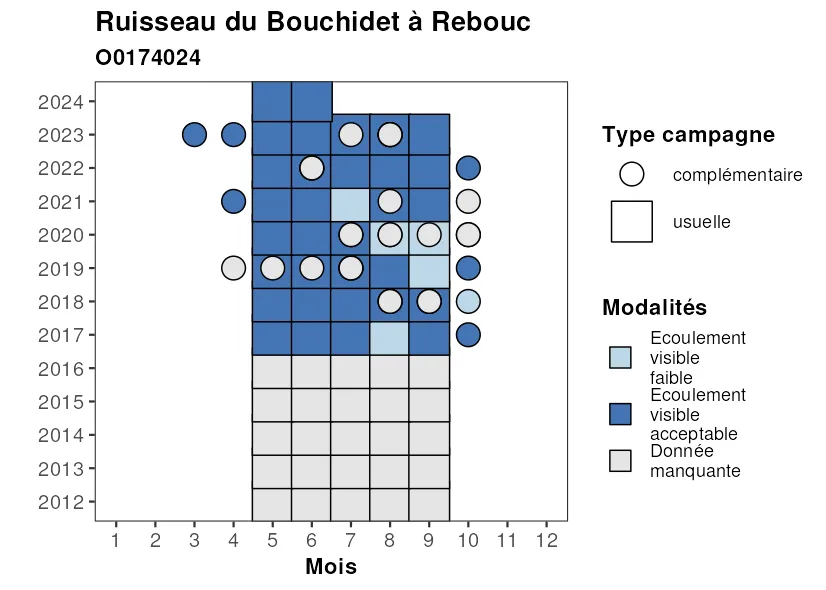 Ruisseau du Bouchidet à Rebouc
O0174024
2024
2023
2022
2021
2020
2019
2018
2017
2016
2015
2014
2013
2012
1 2 3 4 5 6 7 8 9 10 11 12
Mois
Type campagne
complémentaire
usuelle
Modalités
Ecoulement
visible
faible
Ecoulement
visible
acceptable
Donnée
manquante